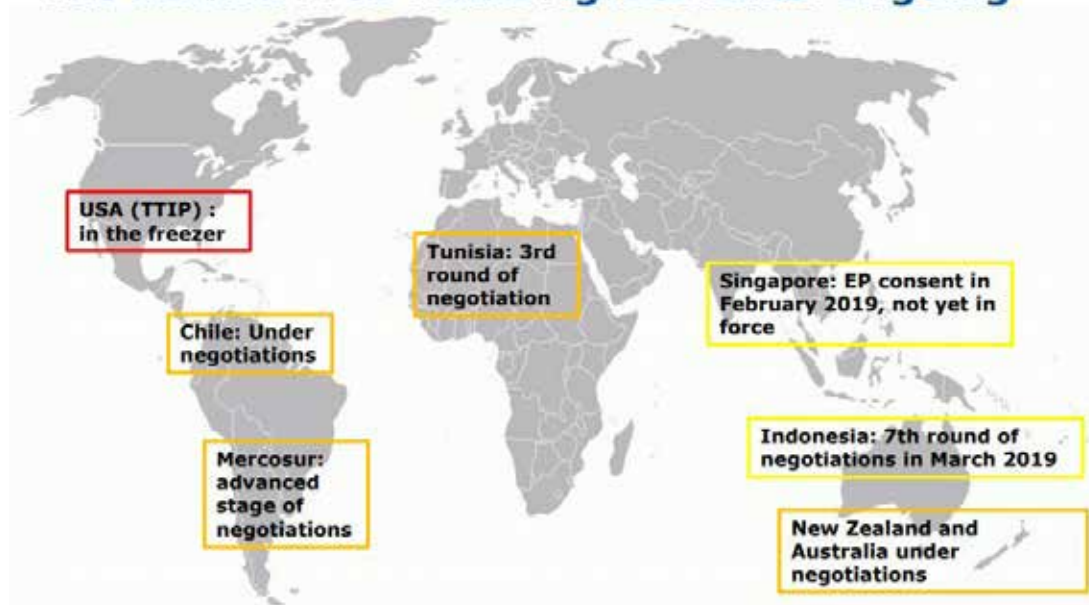 USA (TTIP) :
in the freezer
Tunisia: 3rd
round of
negotiation
Singapore: EP consent in
February 2019, not yet in
force
Chile: Under
negotiations
Indonesia: 7th round of
negotiations in March 2019
Mercosur:
advanced
stage of
negotiations
New Zealand and
Australia under
negotiations